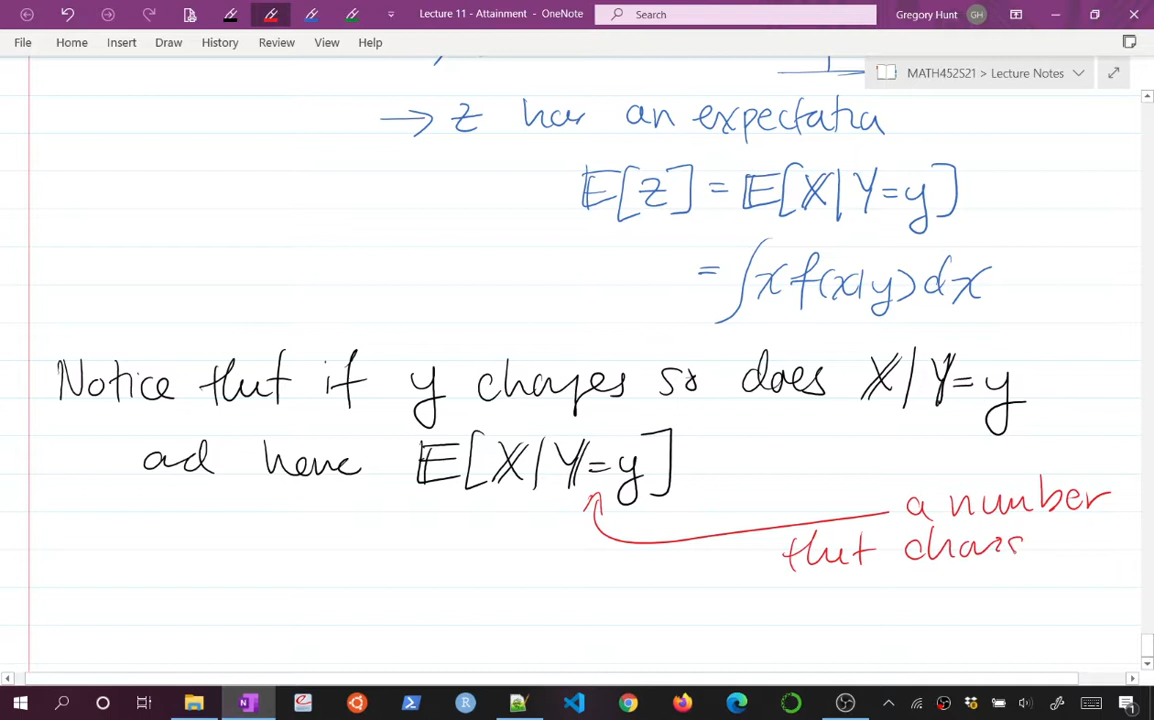 Lecture 11 - Attainment - OneNote
Search
Gregory Hunt
GH
File Home Insert Draw History Review View Help
MATH452S21 > Lecture Notes
→ Z has an expectation
𝔼[Z] = 𝔼[X|Y=y]
= ∫x f(x|y) dx
Notice that if y changes so does X|Y=y
and hence 𝔼[X|Y=y]
a number
that changes